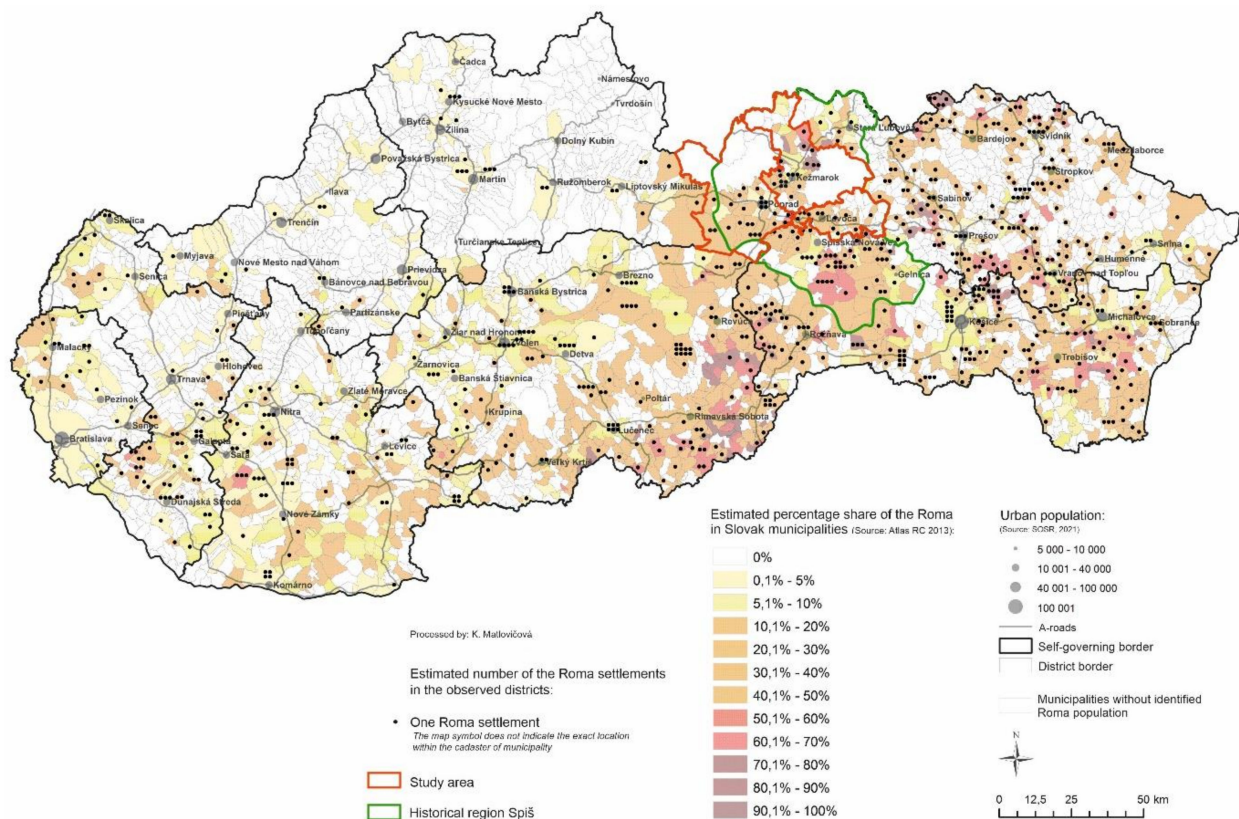 Čadca
Námestovo
Kysucké Nové Mesto
Tvrdošín
Bytča
Žilina
Stará Ľubovňa
Bardejov
Svidník
Dolný Kubín
Medzilaborce
Považská Bystrica
Stropkov
Martin
Ružomberok
Liptovský Mikuláš
Kežmarok
Ilava
Sabinov
Poprad
Skalica
Trenčín
Levoča
Prešov
Turčianske Teplice
Spišská Nová Ves
Snina
Myjava
Nové Mesto nad Váhom
Humenné
Senica
Prievidza
Brezno
Gelnica
Vranov nad Topľou
Bánovce nad Bebravou
Banská Bystrica
Piešťany
Partizánske
Michalovce
Topoľčany
Žiar nad Hronom
Revúca
Košice
Sobrance
Zvolen
Rožňava
Malacky
Hlohovec
Žarnovica
Detva
Trebišov
Trnava
Banská Štiavnica
Zlaté Moravce
Pezinok
Poltár
Nitra
Krupina
Rimavská Sobota
Senec
Bratislava
Galanta
Levice
Lučenec
Šaľa
Veľký Krtíš
Dunajská Streda
Nové Zámky
Komárno
Processed by: K. Matlovičová
Estimated number of the Roma settlements
in the observed districts:
One Roma settlement
The map symbol does not indicate the exact location
within the cadaster of municipality
Study area
Historical region Spiš
Estimated percentage share of the Roma
in Slovak municipalities (Source: Atlas RC 2013):
0%
0,1% - 5%
5,1% - 10%
10,1% - 20%
20,1% - 30%
30,1% - 40%
40,1% - 50%
50,1% - 60%
60,1% - 70%
70,1% - 80%
80,1% - 90%
90,1% - 100%
Urban population:
(Source: SOSR, 2021)
5 000 - 10 000
10 001 - 40 000
40 001 - 100 000
100 001
A-roads
Self-governing border
District border
Municipalities without identified
Roma population
N
0 12,5 25 50 km